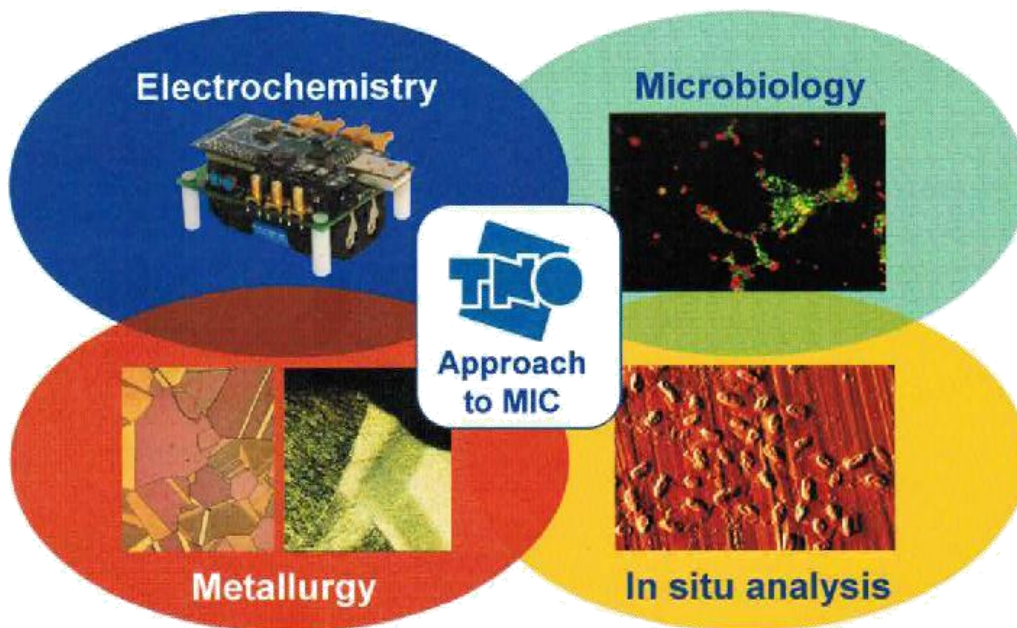 Electrochemistry
Microbiology
TNO
Approach
to MIC
Metallurgy
In situ analysis